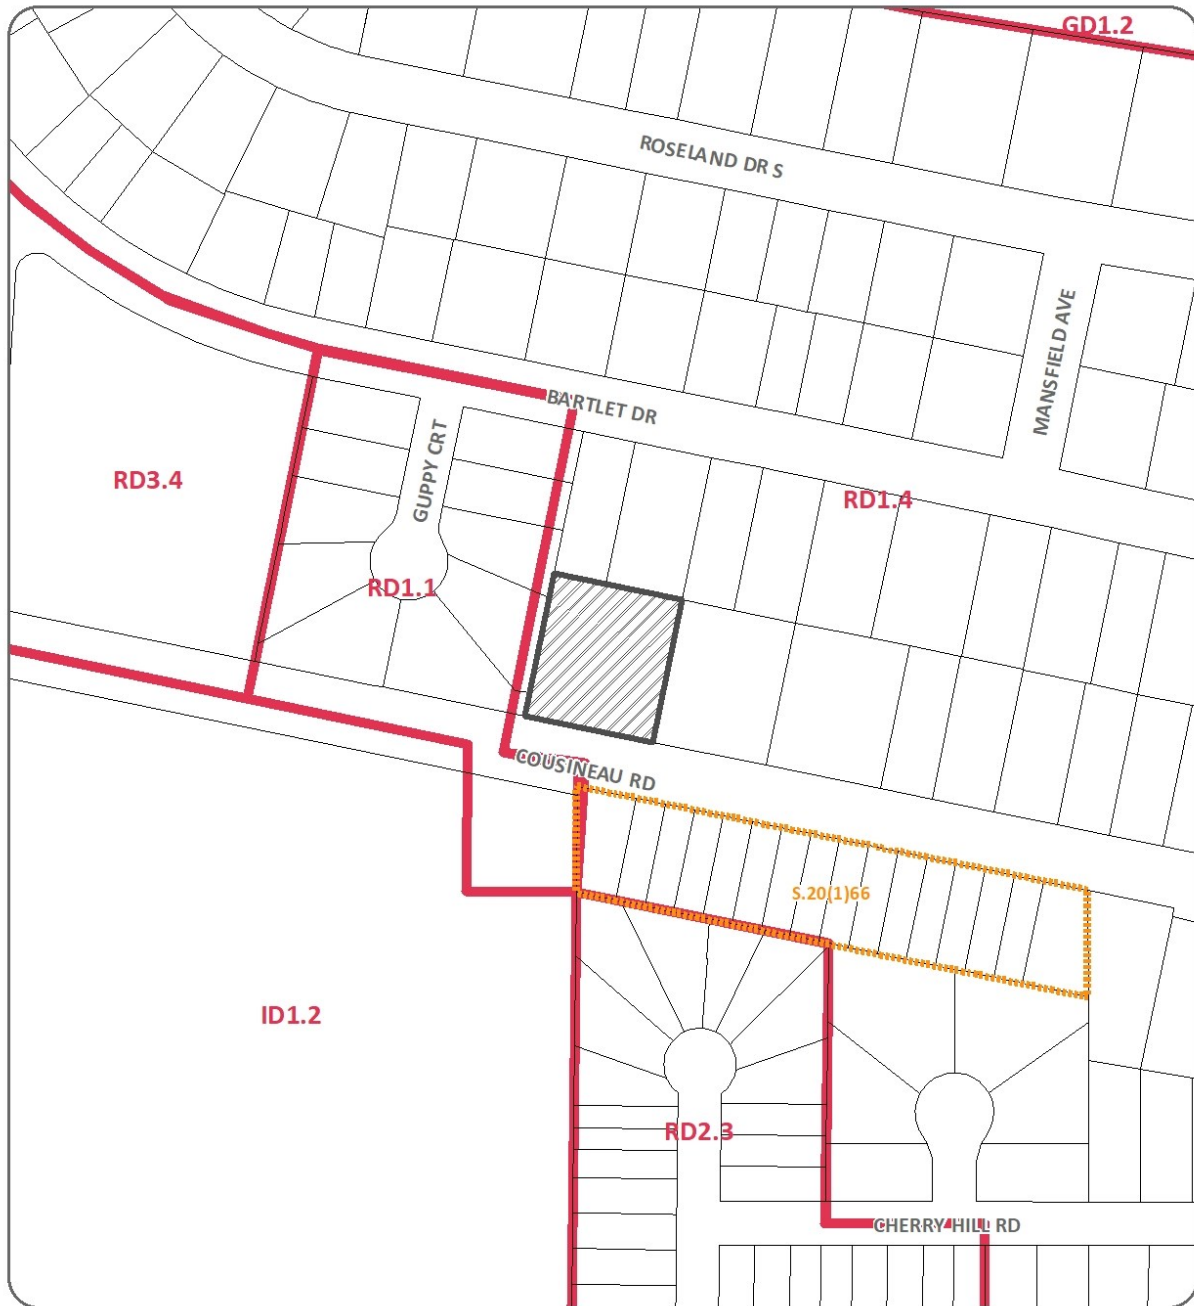 GD1.2
ROSELAND DR S
MANSFIELD AVE
BARTLET DR
GUPPY CRT
RD3.4
RD1.4
RD1.1
COUSINEAU RD
S.20(1)66
ID1.2
RD2.3
CHERRY HILL RD